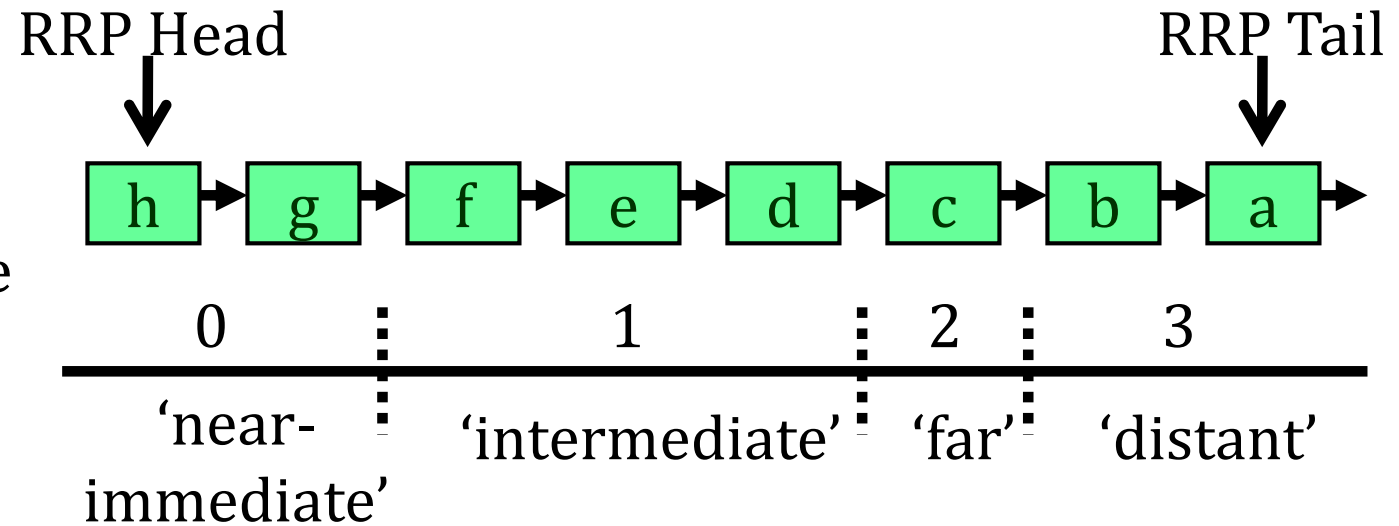 RRP Head RRP Tail
h g f e d c b a
e
0 1 2 3
‘near-immediate’ ‘intermediate’ ‘far’ ‘distant’